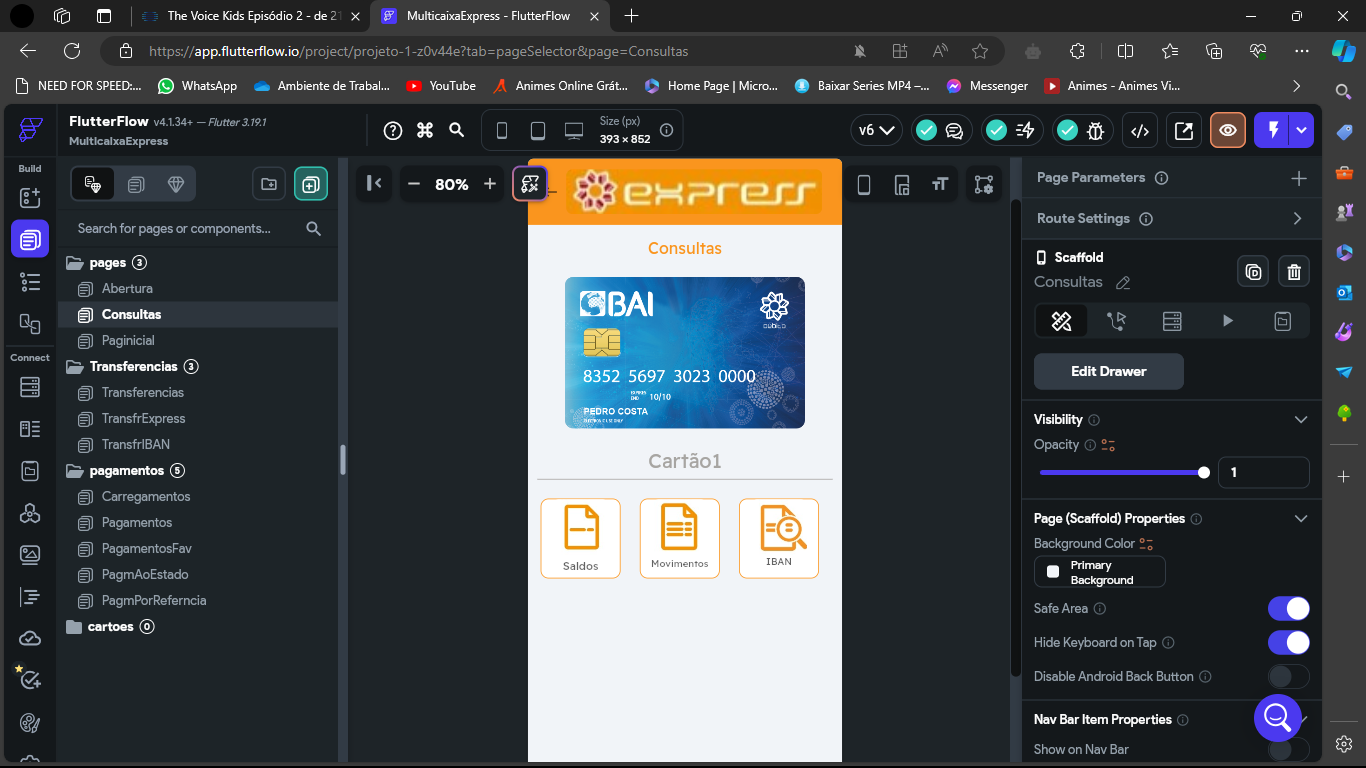 The Voice Kids Episódio 2 - de 21
MulticaixaExpress - FlutterFlow
https://app.flutterflow.io/project/projeto-1-z0v44e?tab=pageSelector&page=Consultas
NEED FOR SPEED:...
WhatsApp
Ambiente de Trabal...
YouTube
Animes Online Grát...
Home Page | Micro...
Baixar Series MP4 –...
Messenger
Animes - Animes Vi...
FlutterFlow v4.1.34+ — Flutter 3.19.1
MulticaixaExpress
Size (px)
393 × 852
v6
Build
Connect
Search for pages or components...
pages 3
Abertura
Consultas
Paginicial
Transferencias 3
Transferencias
TransfrExpress
TransfrIBAN
pagamentos 5
Carregamentos
Pagamentos
PagamentosFav
PagmAoEstado
PagmPorReferncia
cartoes 0
80%
express
Consultas
BAI
8352 5697 3023 0000
10/10
PEDRO COSTA
Cartão1
Saldos
Movimentos
IBAN
Page Parameters
Route Settings
Scaffold
Consultas
Edit Drawer
Visibility
Opacity
1
Page (Scaffold) Properties
Background Color
Primary
Background
Safe Area
Hide Keyboard on Tap
Disable Android Back Button
Nav Bar Item Properties
Show on Nav Bar